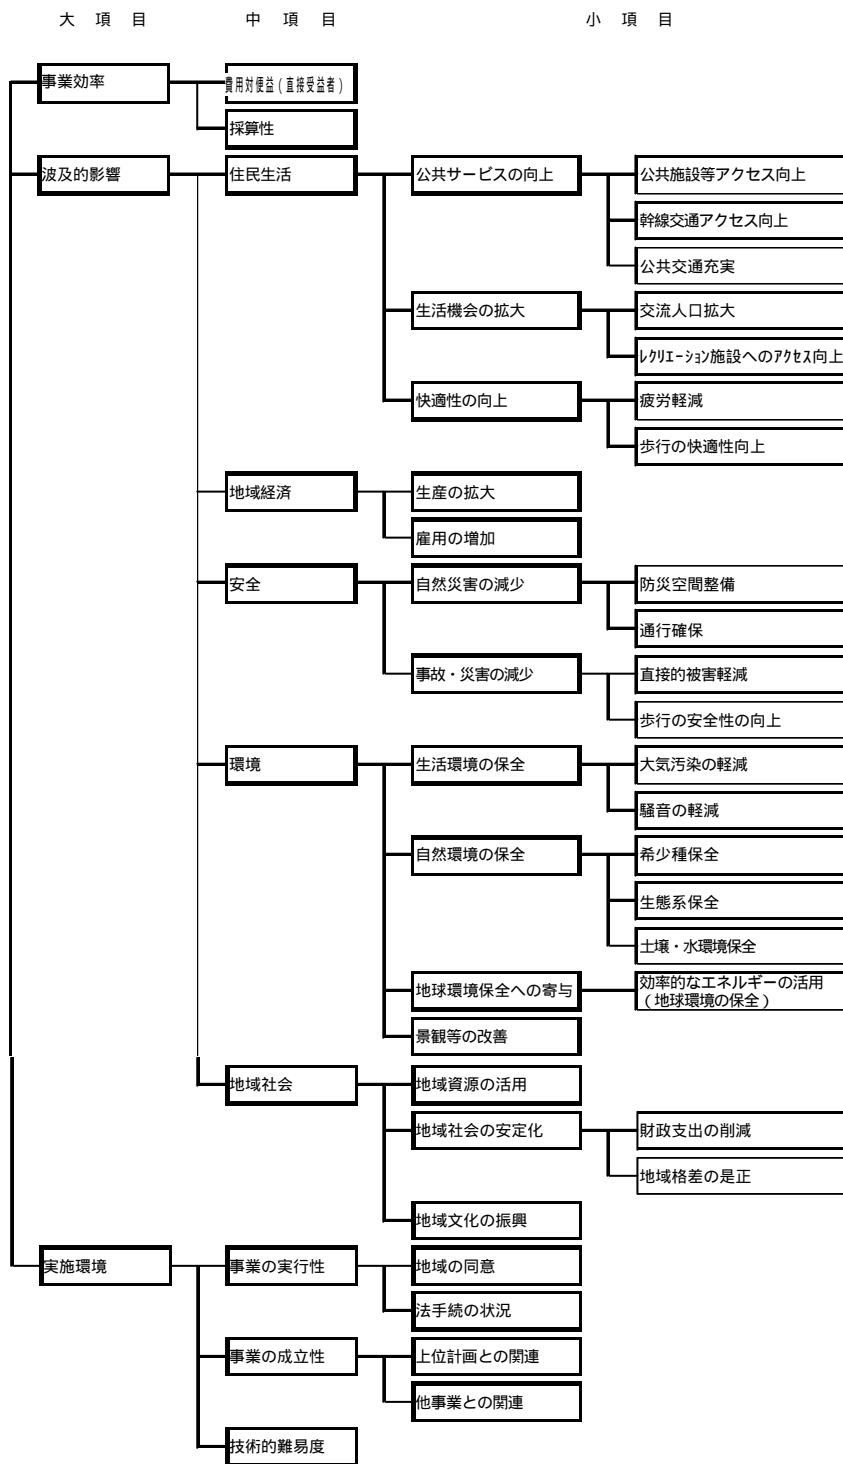 大 項 目 中 項 目 小 項 目
事業効率 費用対便益(直接受益者)
採算性
波及的影響 住民生活 公共サービスの向上 公共施設等アクセス向上
幹線交通アクセス向上
公共交通充実
生活機会の拡大 交流人口拡大
ﾚｸﾘｴｰｼｮﾝ施設へのｱｸｾｽ向上
快適性の向上 疲労軽減
歩行の快適性向上
地域経済 生産の拡大
雇用の増加
安全 自然災害の減少 防災空間整備
通行確保
事故・災害の減少 直接的被害軽減
歩行の安全性の向上
環境 生活環境の保全 大気汚染の軽減
騒音の軽減
自然環境の保全 希少種保全
生態系保全
土壌・水環境保全
地球環境保全への寄与 効率的なエネルギーの活用
(地球環境の保全)
景観等の改善
地域社会 地域資源の活用
地域社会の安定化 財政支出の削減
地域格差の是正
地域文化の振興
実施環境 事業の実行性 地域の同意
法手続の状況
事業の成立性 上位計画との関連
他事業との関連
技術的難易度